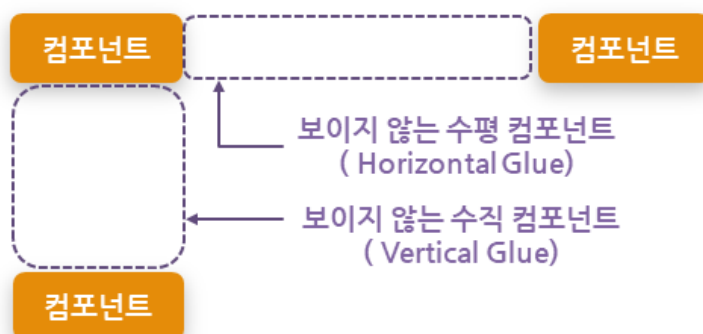 컴포넌트
컴포넌트
보이지 않는 수평 컴포넌트
( Horizontal Glue)
보이지 않는 수직 컴포넌트
( Vertical Glue)
컴포넌트